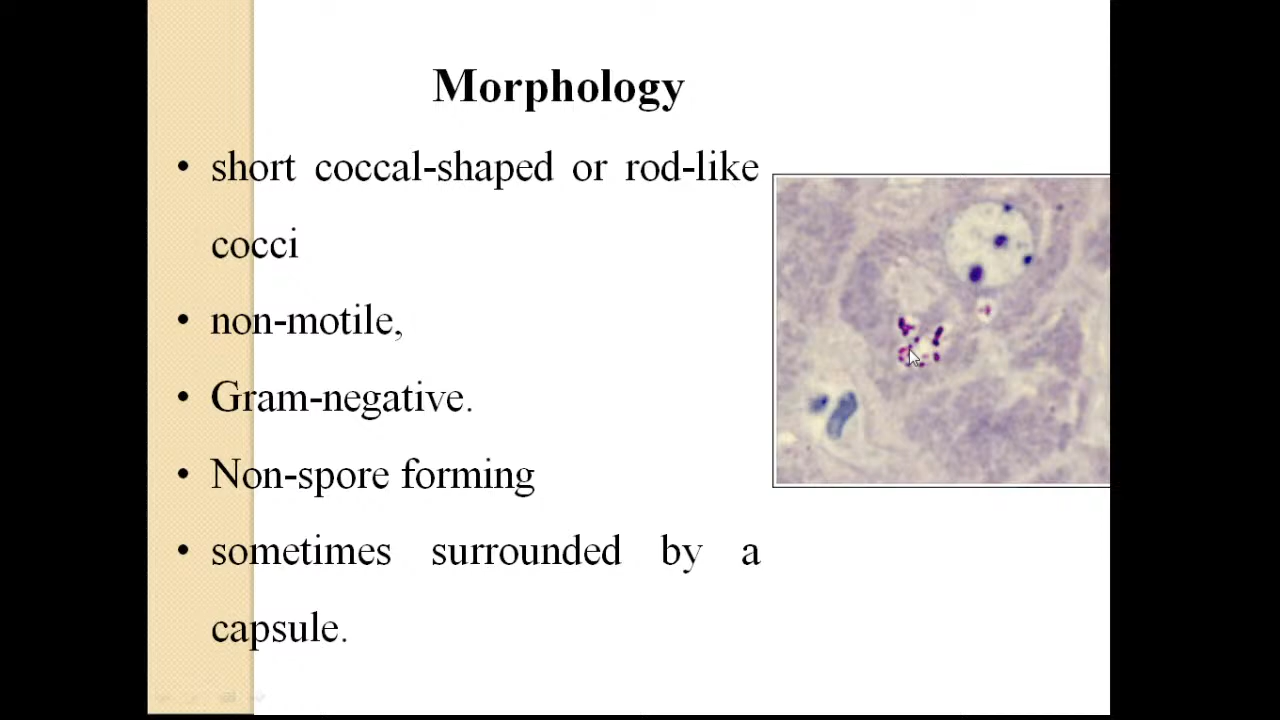 Morphology
• short coccal-shaped or rod-like
cocci
• non-motile,
• Gram-negative.
• Non-spore forming
• sometimes surrounded by a
capsule.